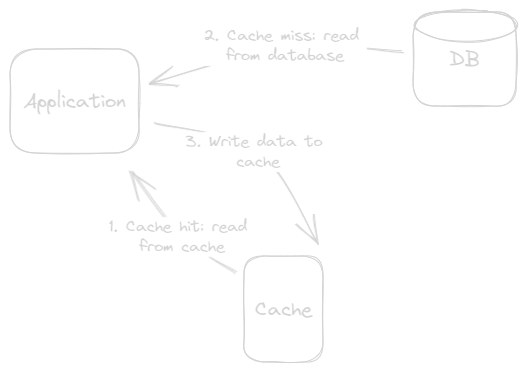 2. Cache miss: read
from database
DB
Application
3. Write data to
cache
1. Cache hit: read
from cache
Cache